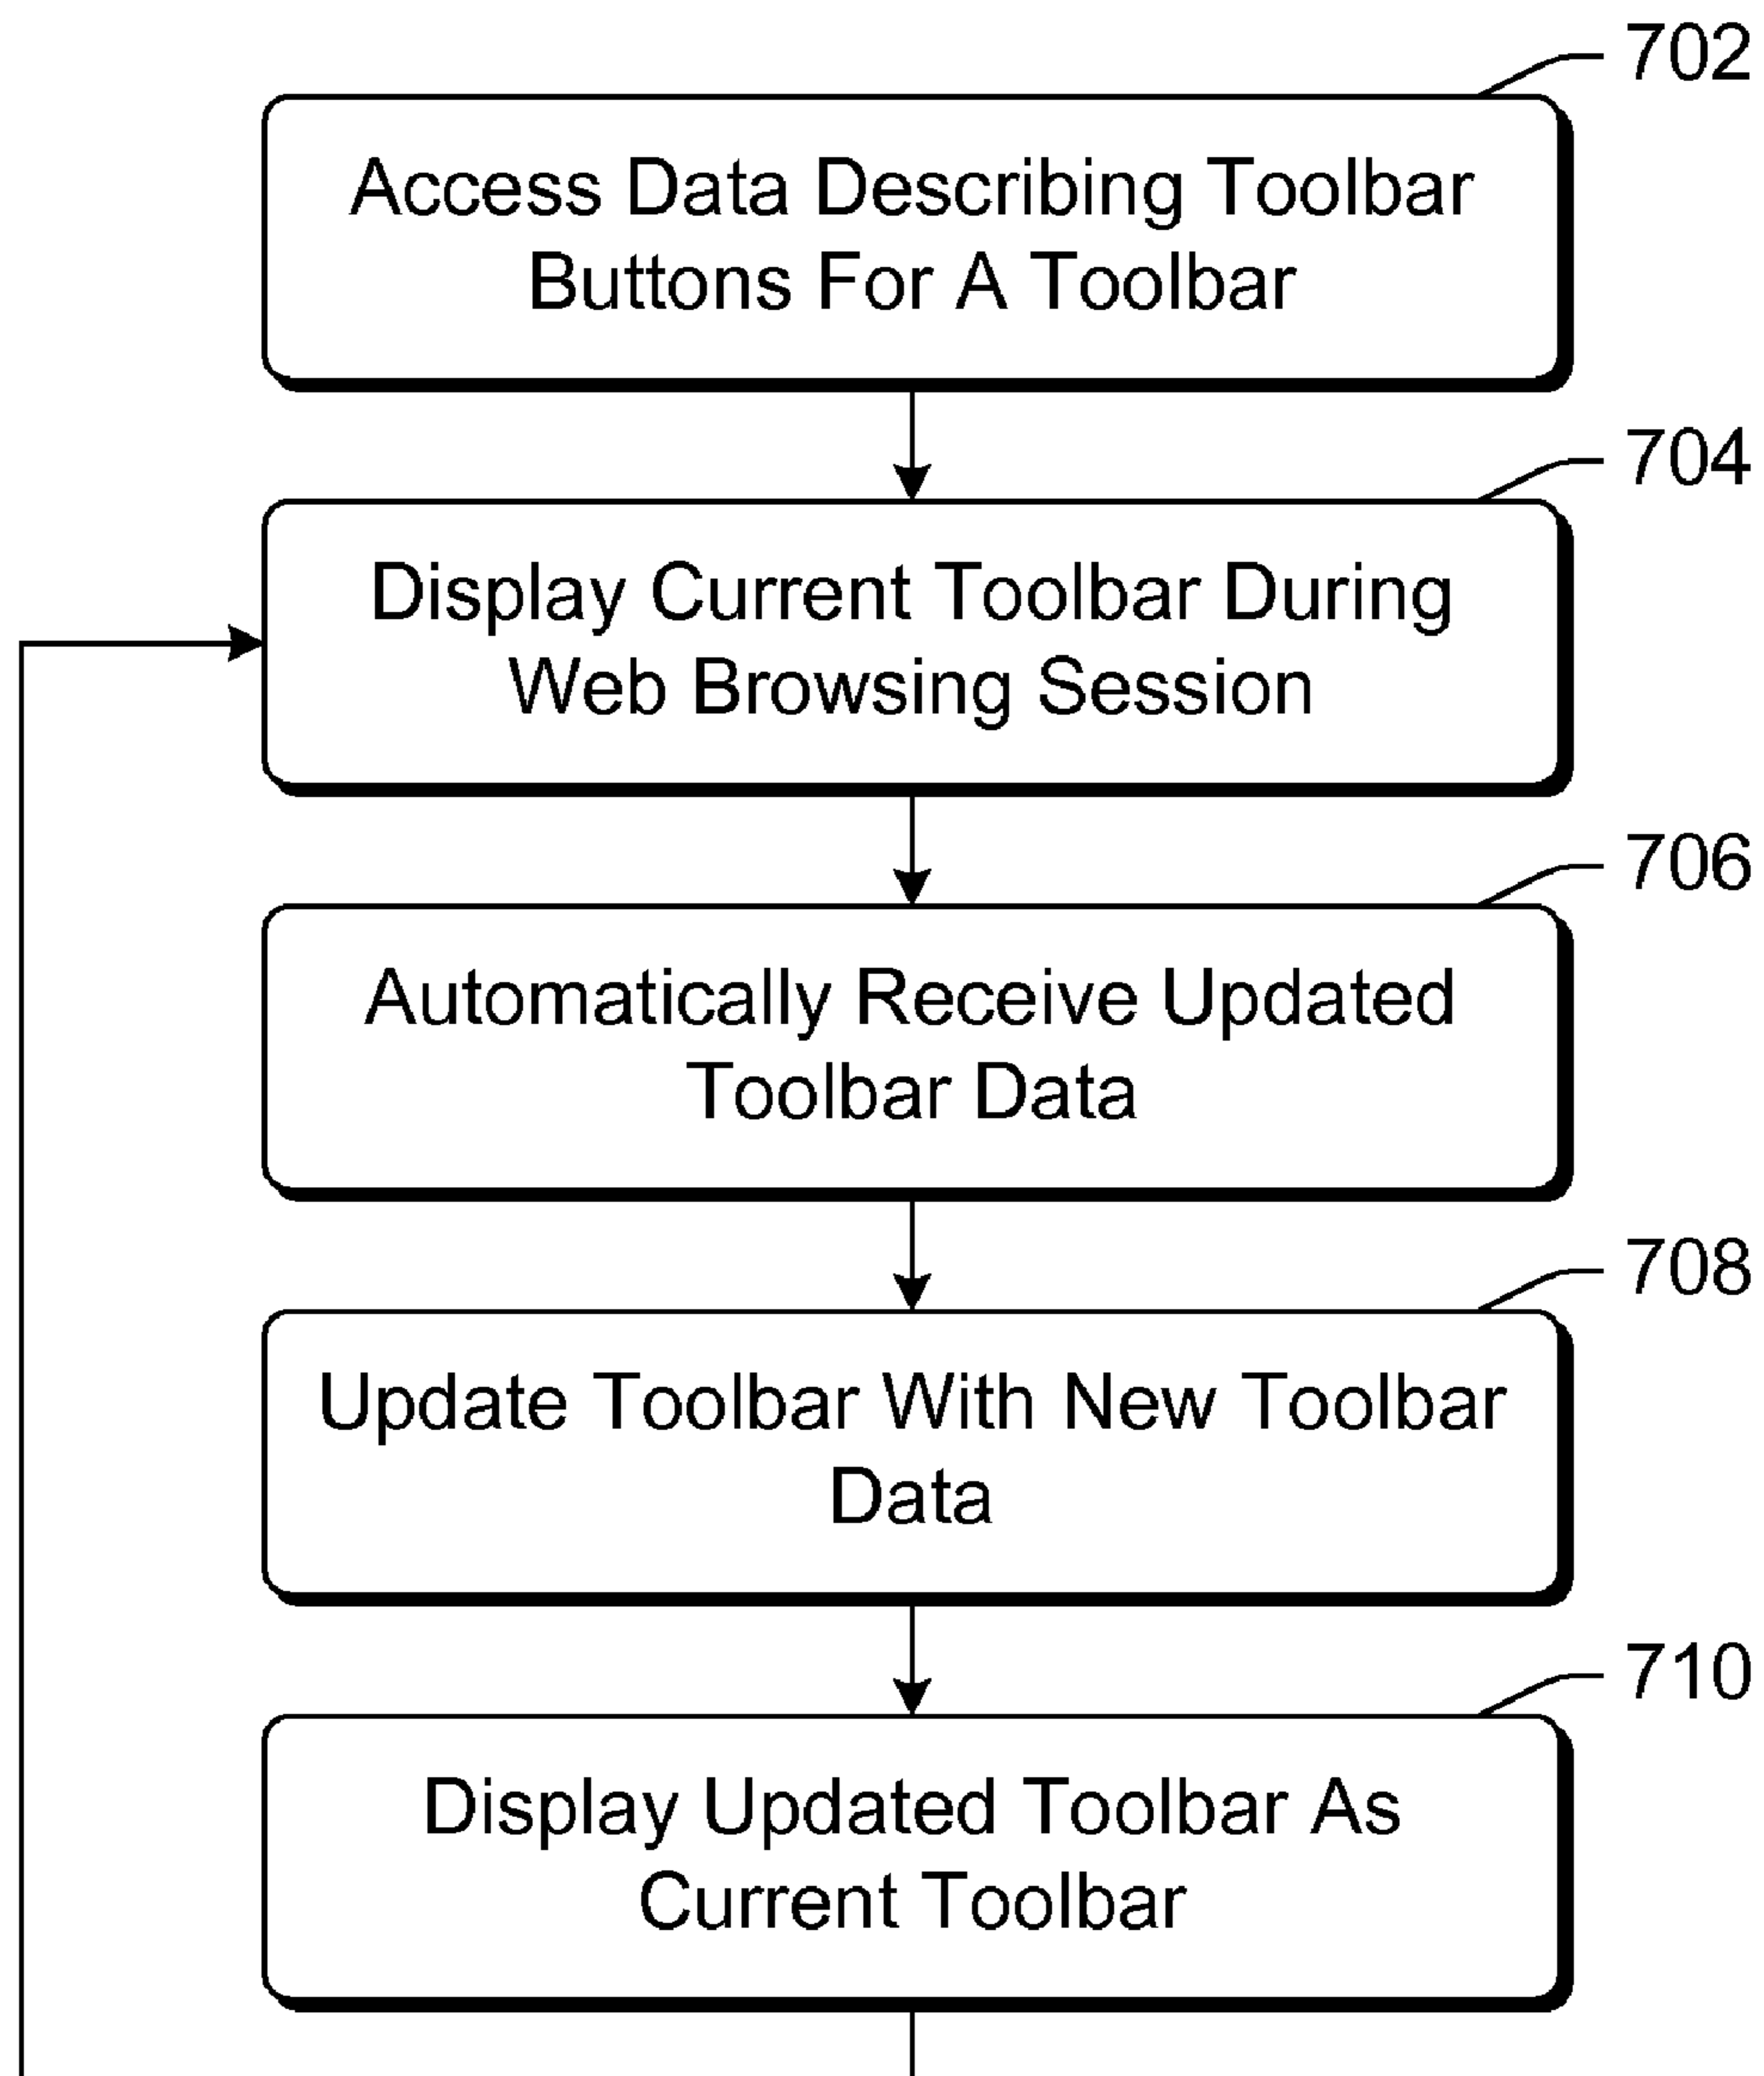 702
Access Data Describing Toolbar
Buttons For A Toolbar
704
Display Current Toolbar During
Web Browsing Session
706
Automatically Receive Updated
Toolbar Data
708
Update Toolbar With New Toolbar
Data
710
Display Updated Toolbar As
Current Toolbar